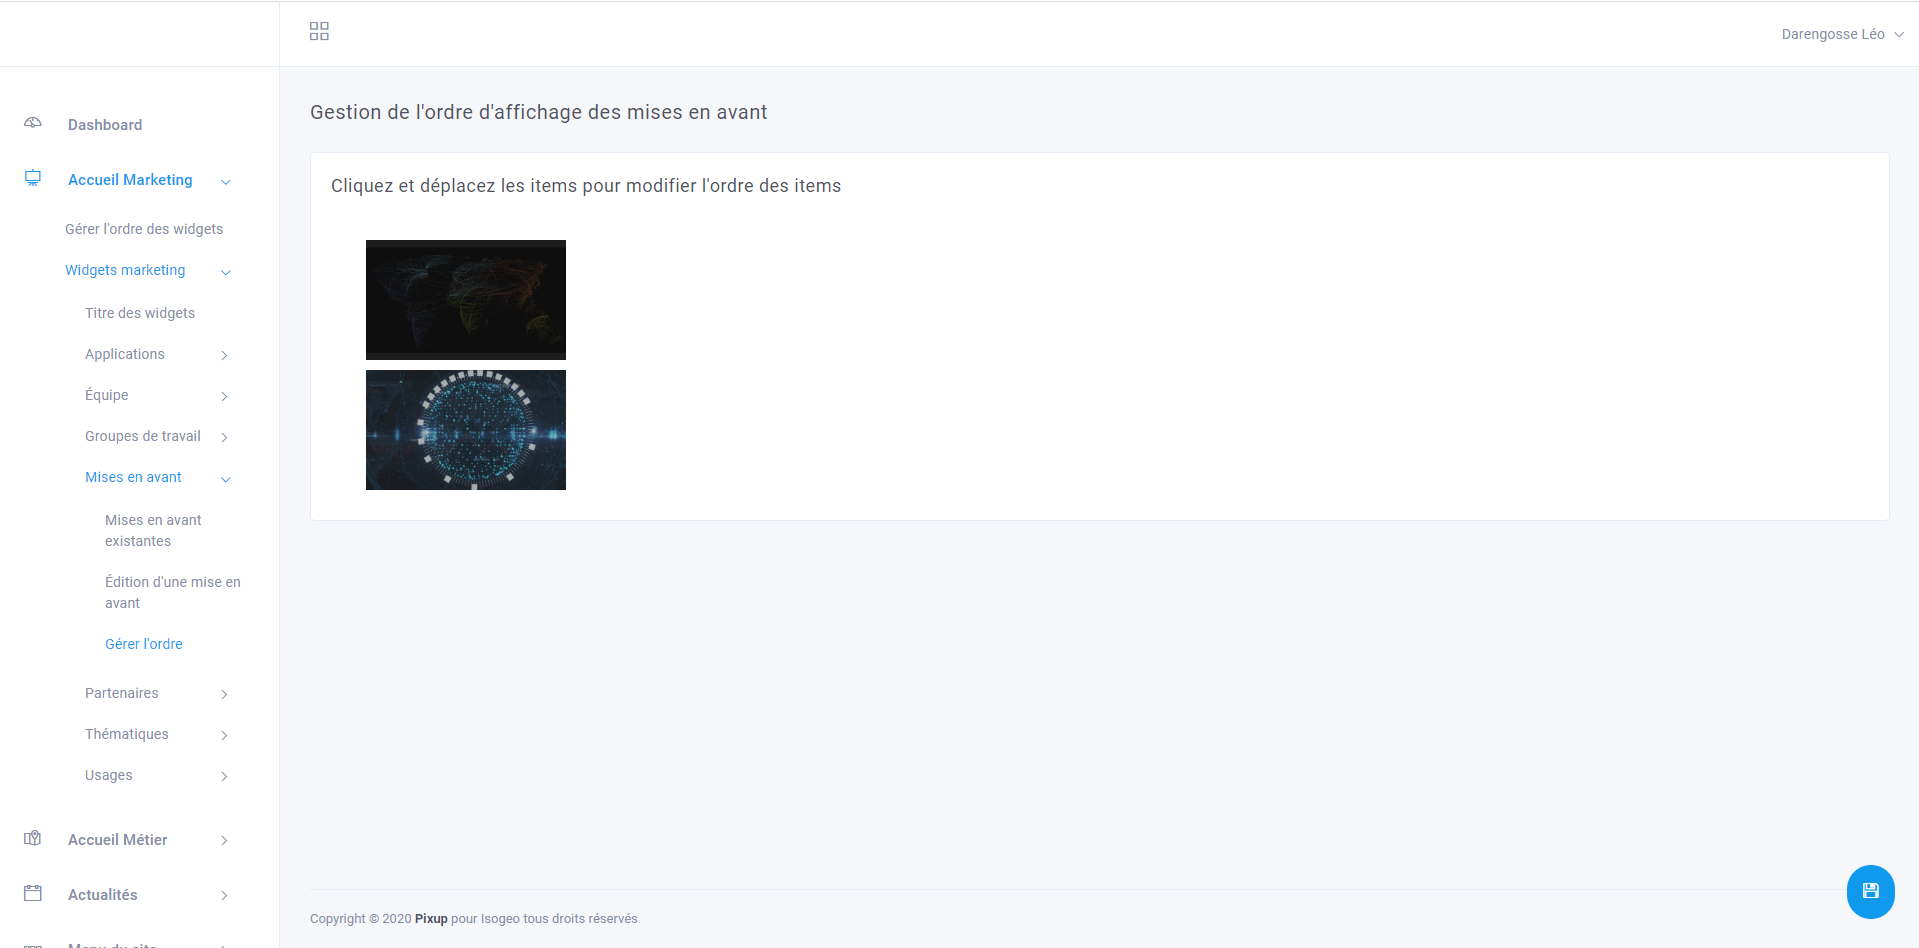 Darengosse Léo
Dashboard
Accueil Marketing
Gérer l'ordre des widgets
Widgets marketing
Titre des widgets
Applications
Équipe
Groupes de travail
Mises en avant
Mises en avant
existantes
Édition d'une mise en
avant
Gérer l'ordre
Partenaires
Thématiques
Usages
Accueil Métier
Actualités
Menu du site
Gestion de l'ordre d'affichage des mises en avant
Cliquez et déplacez les items pour modifier l'ordre des items
Copyright © 2020 Pixup pour Isogeo tous droits réservés